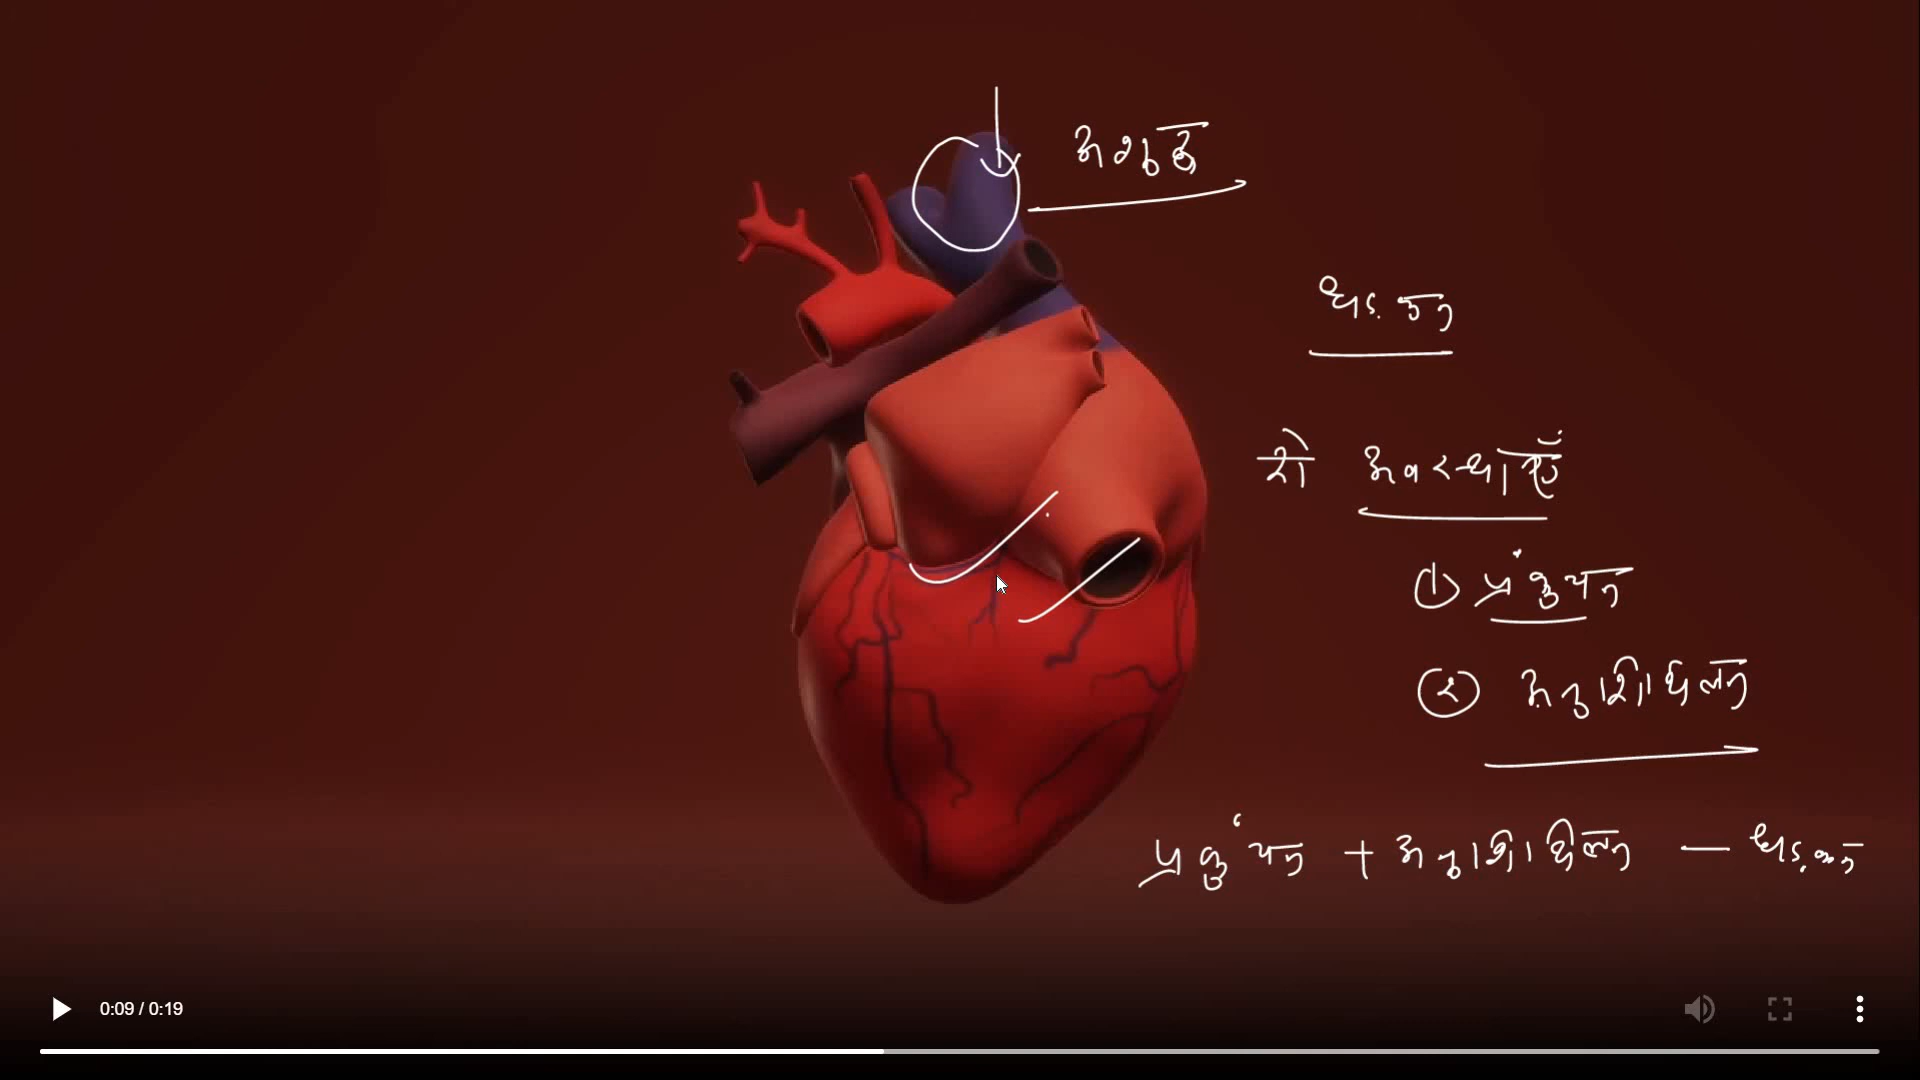 धड़कन
दो अवस्थाएँ
① प्रकुंचन
② अनुशिथिलन
प्रकुंचन + अनुशिथिलन — धड़कन
0:09 / 0:19